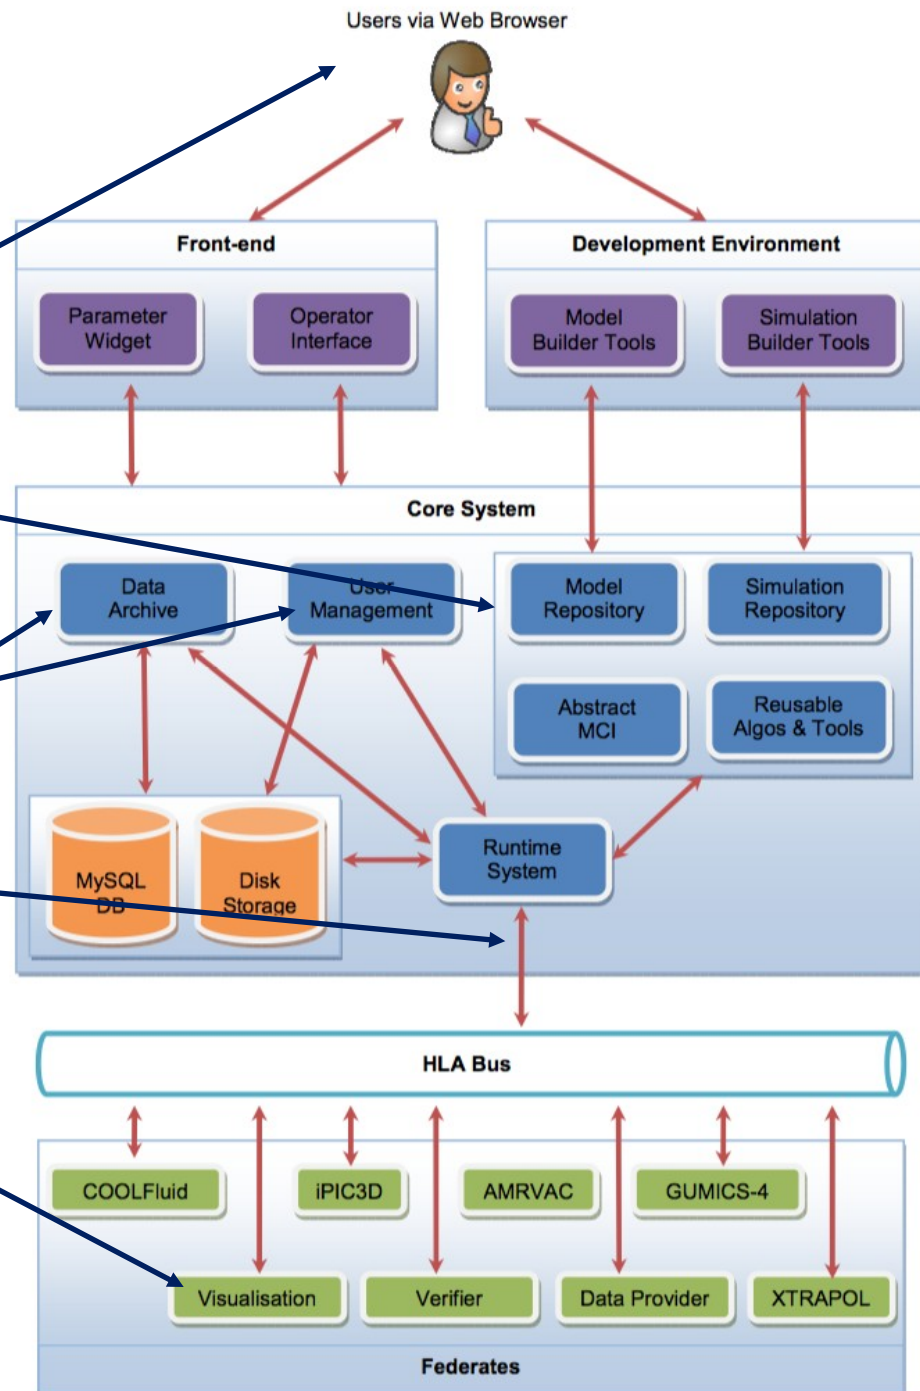 Users via Web Browser
Front-end
Development Environment
Parameter
Widget
Operator
Interface
Model
Builder Tools
Simulation
Builder Tools
Core System
Data
Archive
User
Management
Model
Repository
Simulation
Repository
Abstract
MCI
Reusable
Algos & Tools
MySQL
DB
Disk
Storage
Runtime
System
HLA Bus
COOLFluid
iPIC3D
AMRVAC
GUMICS-4
Visualisation
Verifier
Data Provider
XTRAPOL
Federates